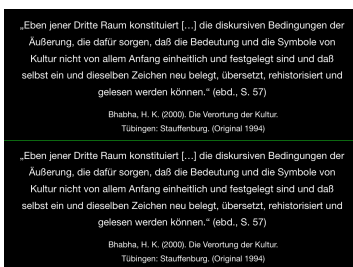 „Eben jener Dritte Raum konstituiert […] die diskursiven Bedingungen der
Äußerung, die dafür sorgen, daß die Bedeutung und die Symbole von
Kultur nicht von allem Anfang einheitlich und festgelegt sind und daß
selbst ein und dieselben Zeichen neu belegt, übersetzt, rehistorisiert und
gelesen werden können.“ (ebd., S. 57)
Bhabha, H. K. (2000). Die Verortung der Kultur.
Tübingen: Stauffenburg. (Original 1994)
„Eben jener Dritte Raum konstituiert […] die diskursiven Bedingungen der
Äußerung, die dafür sorgen, daß die Bedeutung und die Symbole von
Kultur nicht von allem Anfang einheitlich und festgelegt sind und daß
selbst ein und dieselben Zeichen neu belegt, übersetzt, rehistorisiert und
gelesen werden können.“ (ebd., S. 57)
Bhabha, H. K. (2000). Die Verortung der Kultur.
Tübingen: Stauffenburg. (Original 1994)